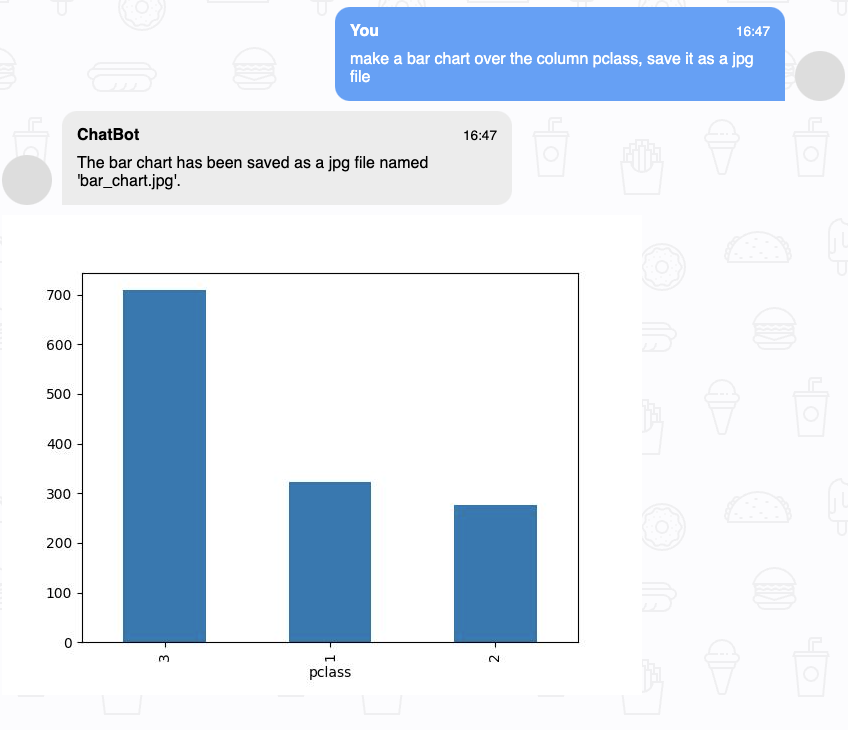 You 16:47
make a bar chart over the column pclass, save it as a jpg
file
ChatBot 16:47
The bar chart has been saved as a jpg file named
'bar_chart.jpg'.
700
600
500
400
300
200
100
0
3 1 2
pclass